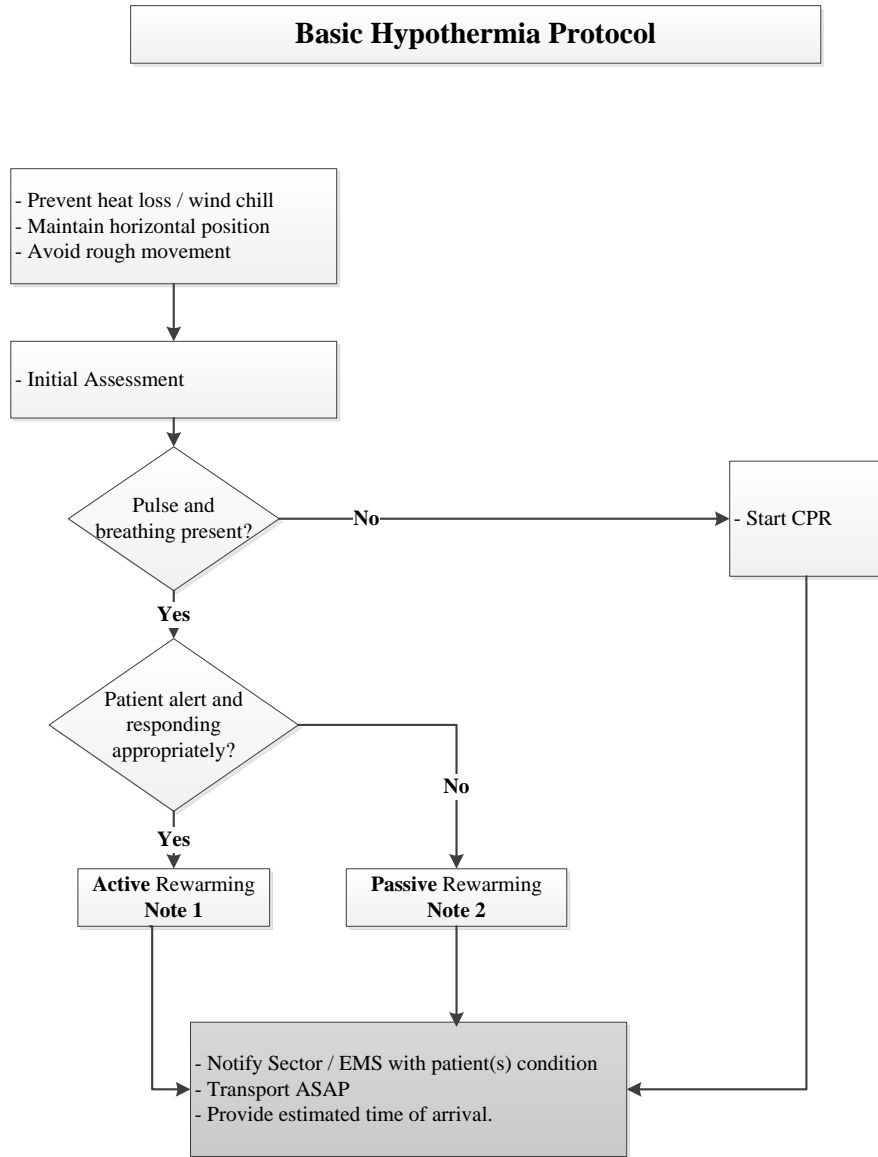 Basic Hypothermia Protocol
- Prevent heat loss / wind chill
- Maintain horizontal position
- Avoid rough movement
- Initial Assessment
Pulse and
breathing present?
No
- Start CPR
Yes
Patient alert and
responding
appropriately?
No
Yes
Active Rewarming
Note 1
Passive Rewarming
Note 2
- Notify Sector / EMS with patient(s) condition
- Transport ASAP
- Provide estimated time of arrival.